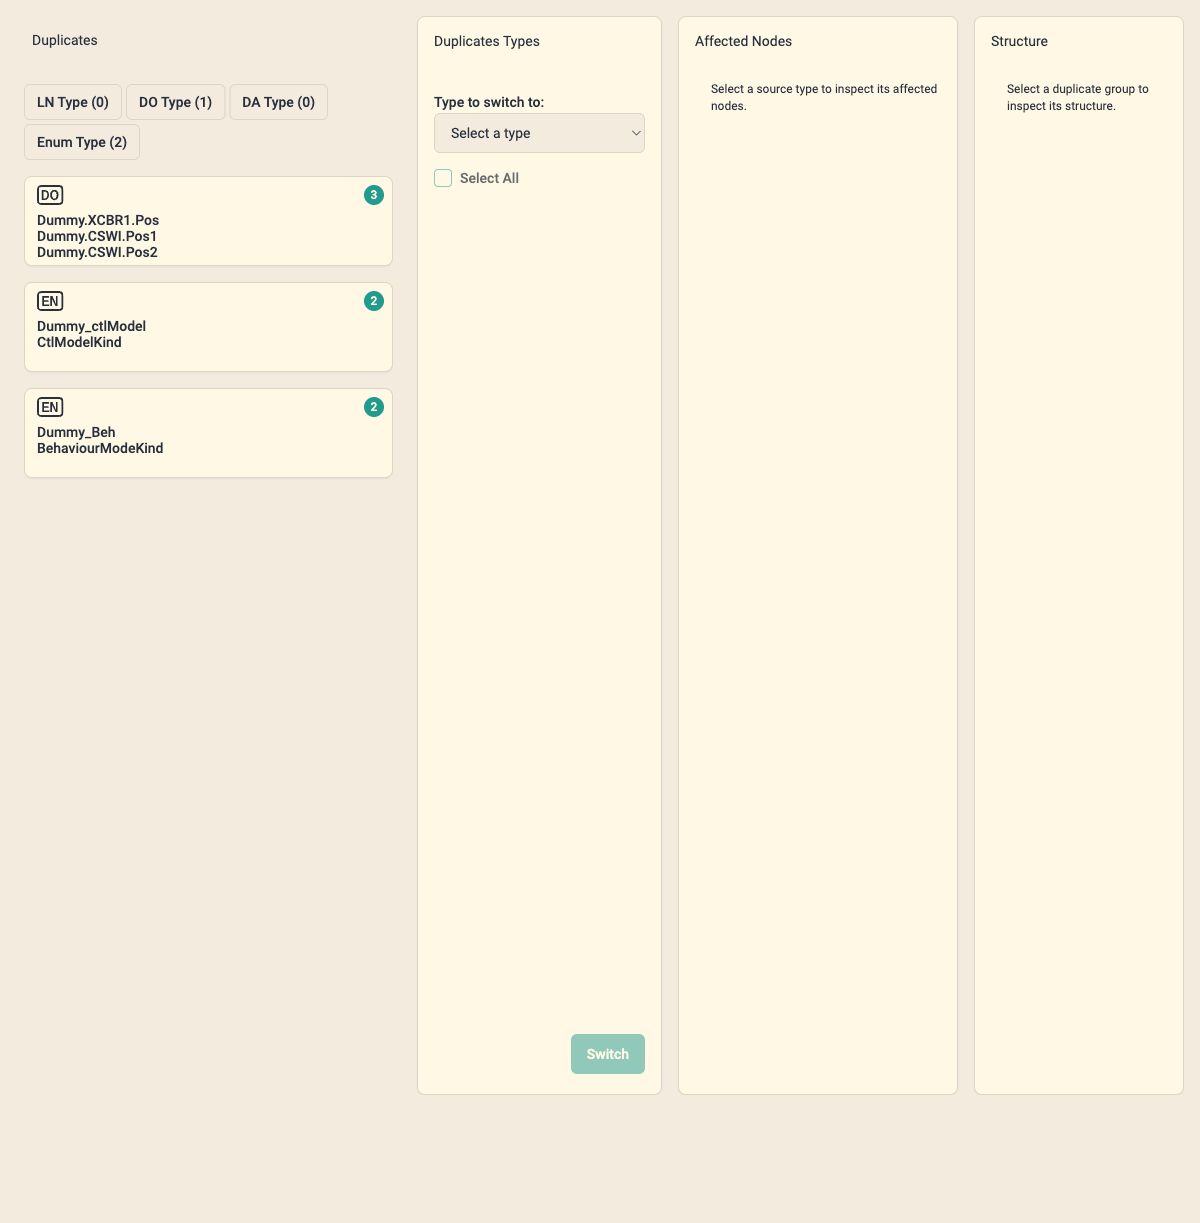 Duplicates
LN Type (0)
DO Type (1)
DA Type (0)
Enum Type (2)
DO
3
Dummy.XCBR1.Pos
Dummy.CSWI.Pos1
Dummy.CSWI.Pos2
EN
2
Dummy_ctlModel
CtlModelKind
EN
2
Dummy_Beh
BehaviourModeKind
Duplicates Types
Type to switch to:
Select a type
Select All
Switch
Affected Nodes
Select a source type to inspect its affected
nodes.
Structure
Select a duplicate group to
inspect its structure.